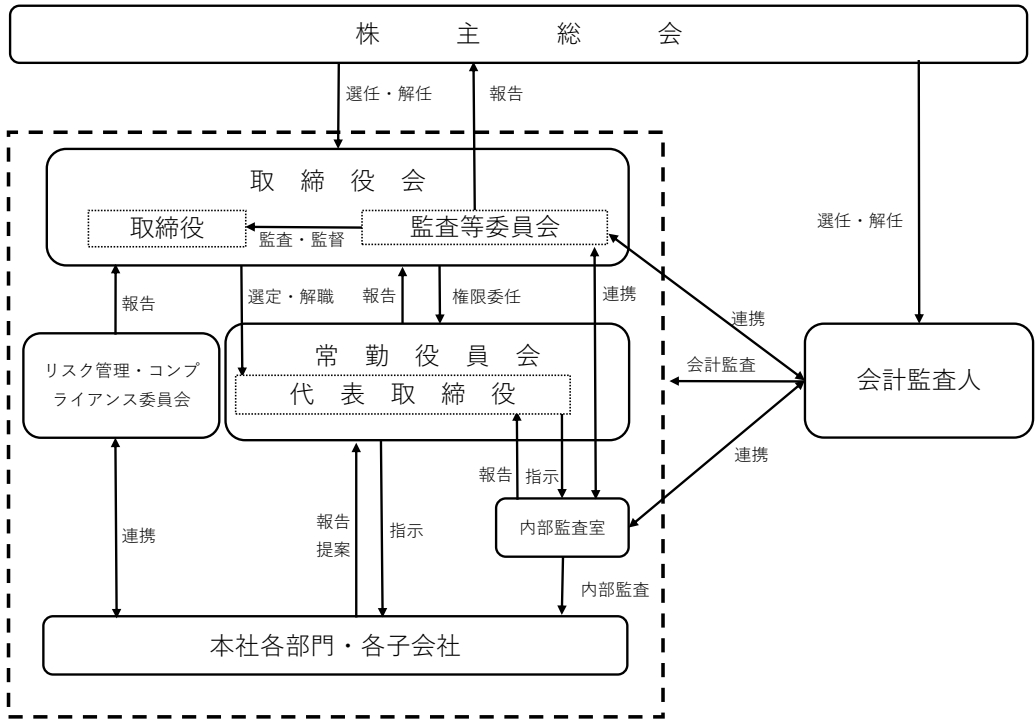 株主総会
選任・解任
報告
取締役会
取締役
監査等委員会
監査・監督
選任・解任
報告
選定・解職
報告
権限委任
連携
連携
リスク管理・コンプ
ライアンス委員会
常勤役員会
代表取締役
会計監査
会計監査人
報告
指示
連携
連携
報告
提案
指示
内部監査室
内部監査
本社各部門・各子会社